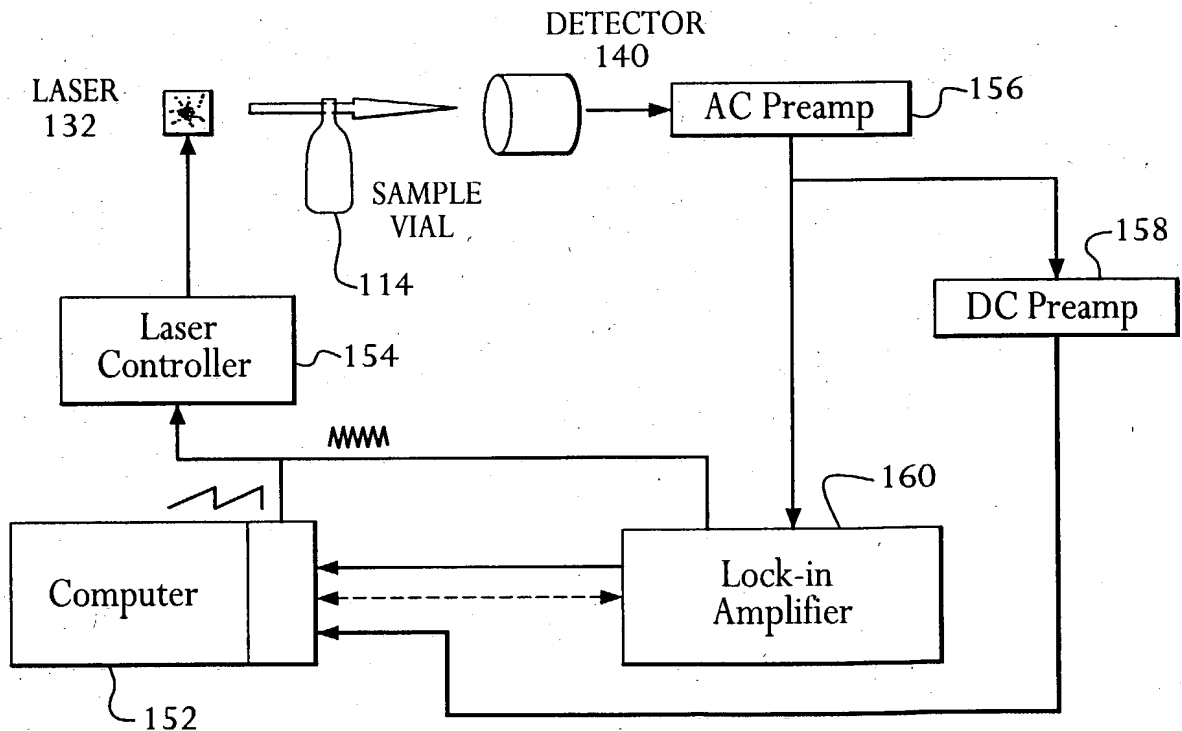 DETECTOR
140
LASER
132
AC Preamp
156
SAMPLE
VIAL
114
158
DC Preamp
Laser
Controller
154
160
Computer
Lock-in
Amplifier
152